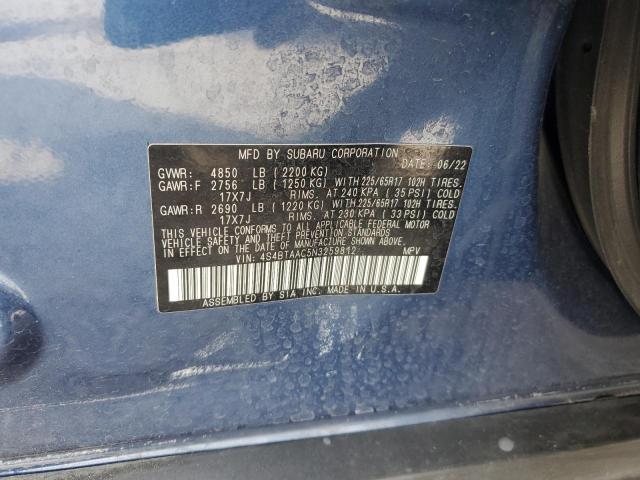 MFD BY SUBARU CORPORATION
DATE: 06/22
GVWR: 4850 LB (2200 KG)
GAWR:F 2756 LB (1250 KG) WITH 225/65R17 102H TIRES.
17X7J RIMS. AT 240 KPA (35 PSI) COLD
GAWR:R 2690 LB (1220 KG) WITH 225/65R17 102H TIRES.
17X7J RIMS. AT 230 KPA (33 PSI) COLD
THIS VEHICLE CONFORMS TO ALL APPLICABLE FEDERAL MOTOR
VEHICLE SAFETY AND BUMPER STANDARDS IN EFFECT
ON THE DATE OF MANUFACTURE SHOWN ABOVE.
VIN: 4S4BTAAC5N3259812 MPV
ASSEMBLED BY SIA INC. MADE IN U.S.A.